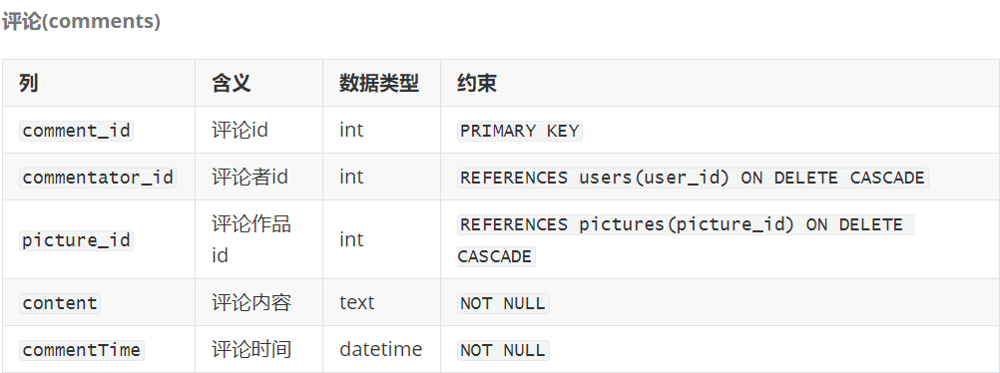 评论(comments)
列 含义 数据类型 约束
comment_id 评论id int PRIMARY KEY
commentator_id 评论者id int REFERENCES users(user_id) ON DELETE CASCADE
picture_id 评论作品 id int REFERENCES pictures(picture_id) ON DELETE CASCADE
content 评论内容 text NOT NULL
commentTime 评论时间 datetime NOT NULL